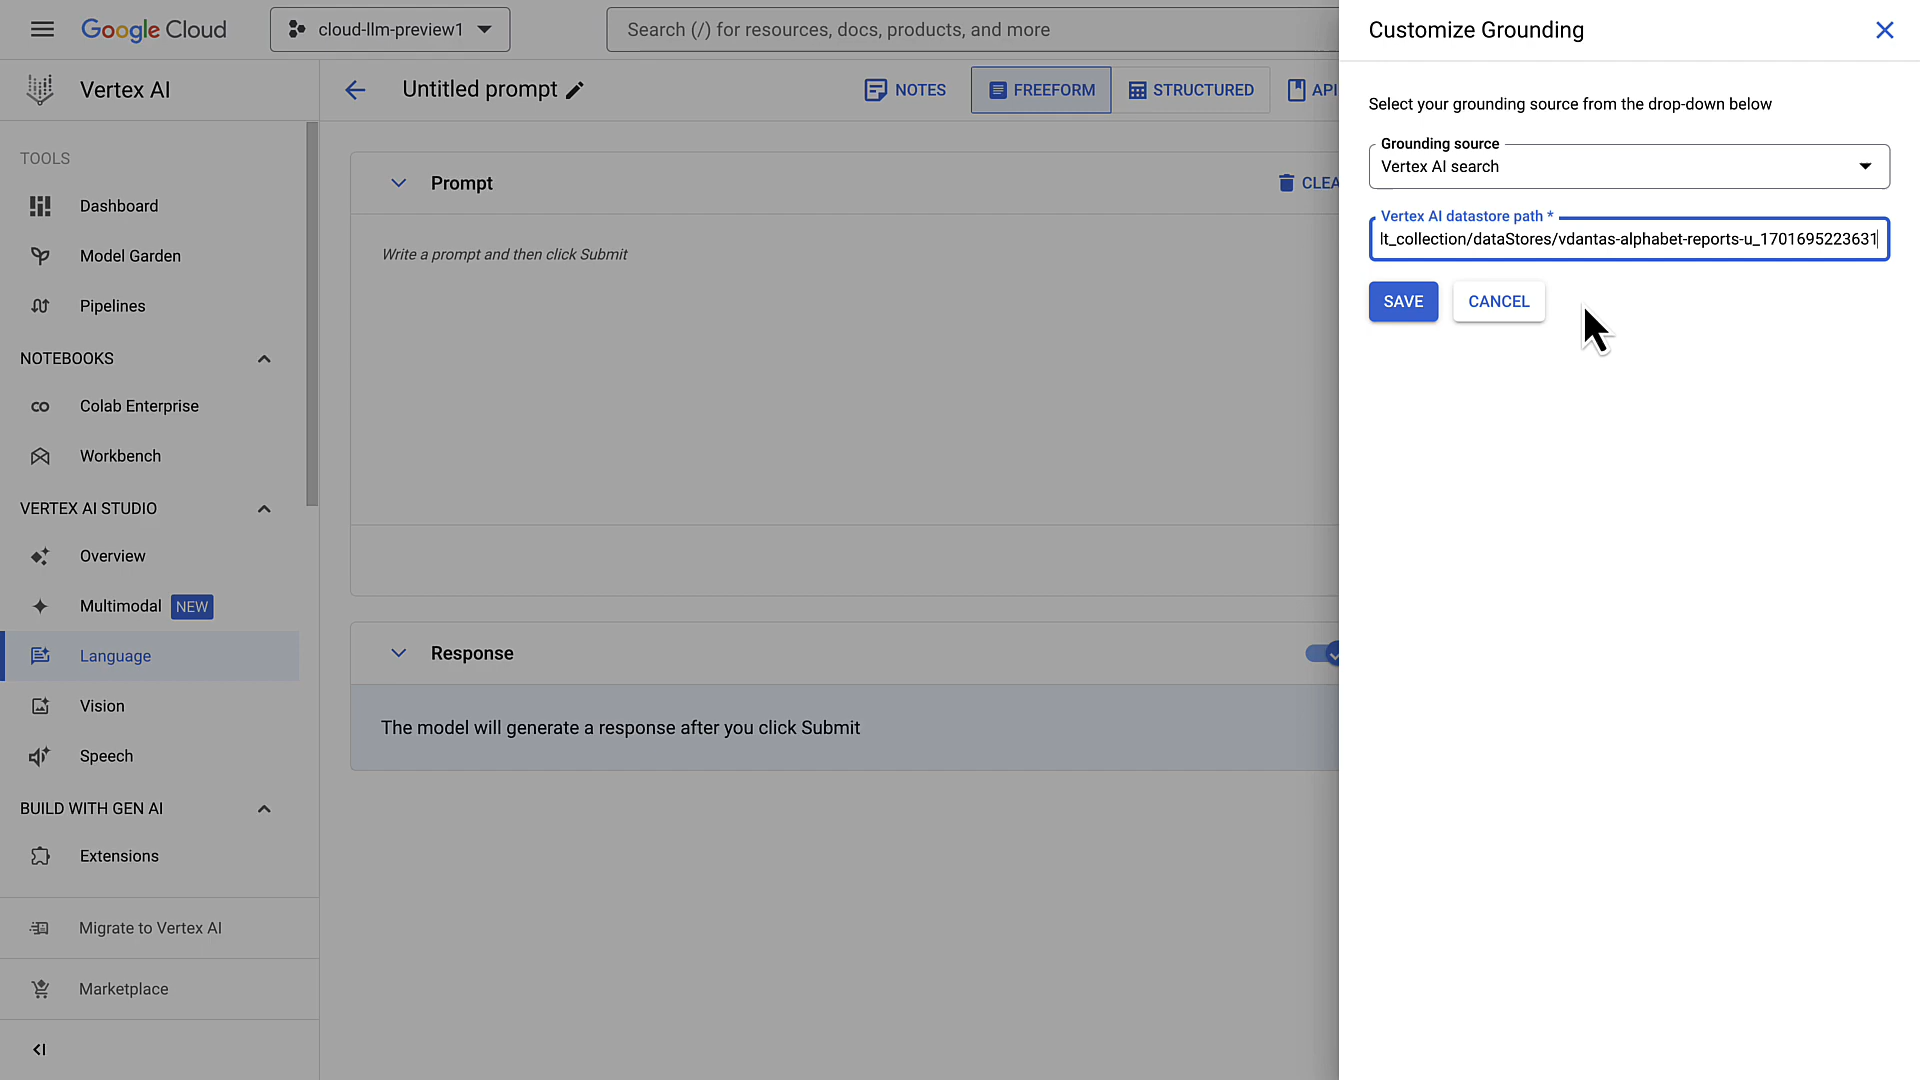 Google Cloud
cloud-llm-preview1
Search (/) for resources, docs, products, and more
Customize Grounding
Vertex AI
Untitled prompt
NOTES
FREEFORM
STRUCTURED
API
Select your grounding source from the drop-down below
Grounding source
Vertex AI search
Vertex AI datastore path *
lt_collection/dataStores/vdantas-alphabet-reports-u_1701695223631
SAVE
CANCEL
TOOLS
Dashboard
Model Garden
Pipelines
NOTEBOOKS
Colab Enterprise
Workbench
VERTEX AI STUDIO
Overview
Multimodal NEW
Language
Vision
Speech
BUILD WITH GEN AI
Extensions
Migrate to Vertex AI
Marketplace
Prompt
CLEA
Write a prompt and then click Submit
Response
The model will generate a response after you click Submit